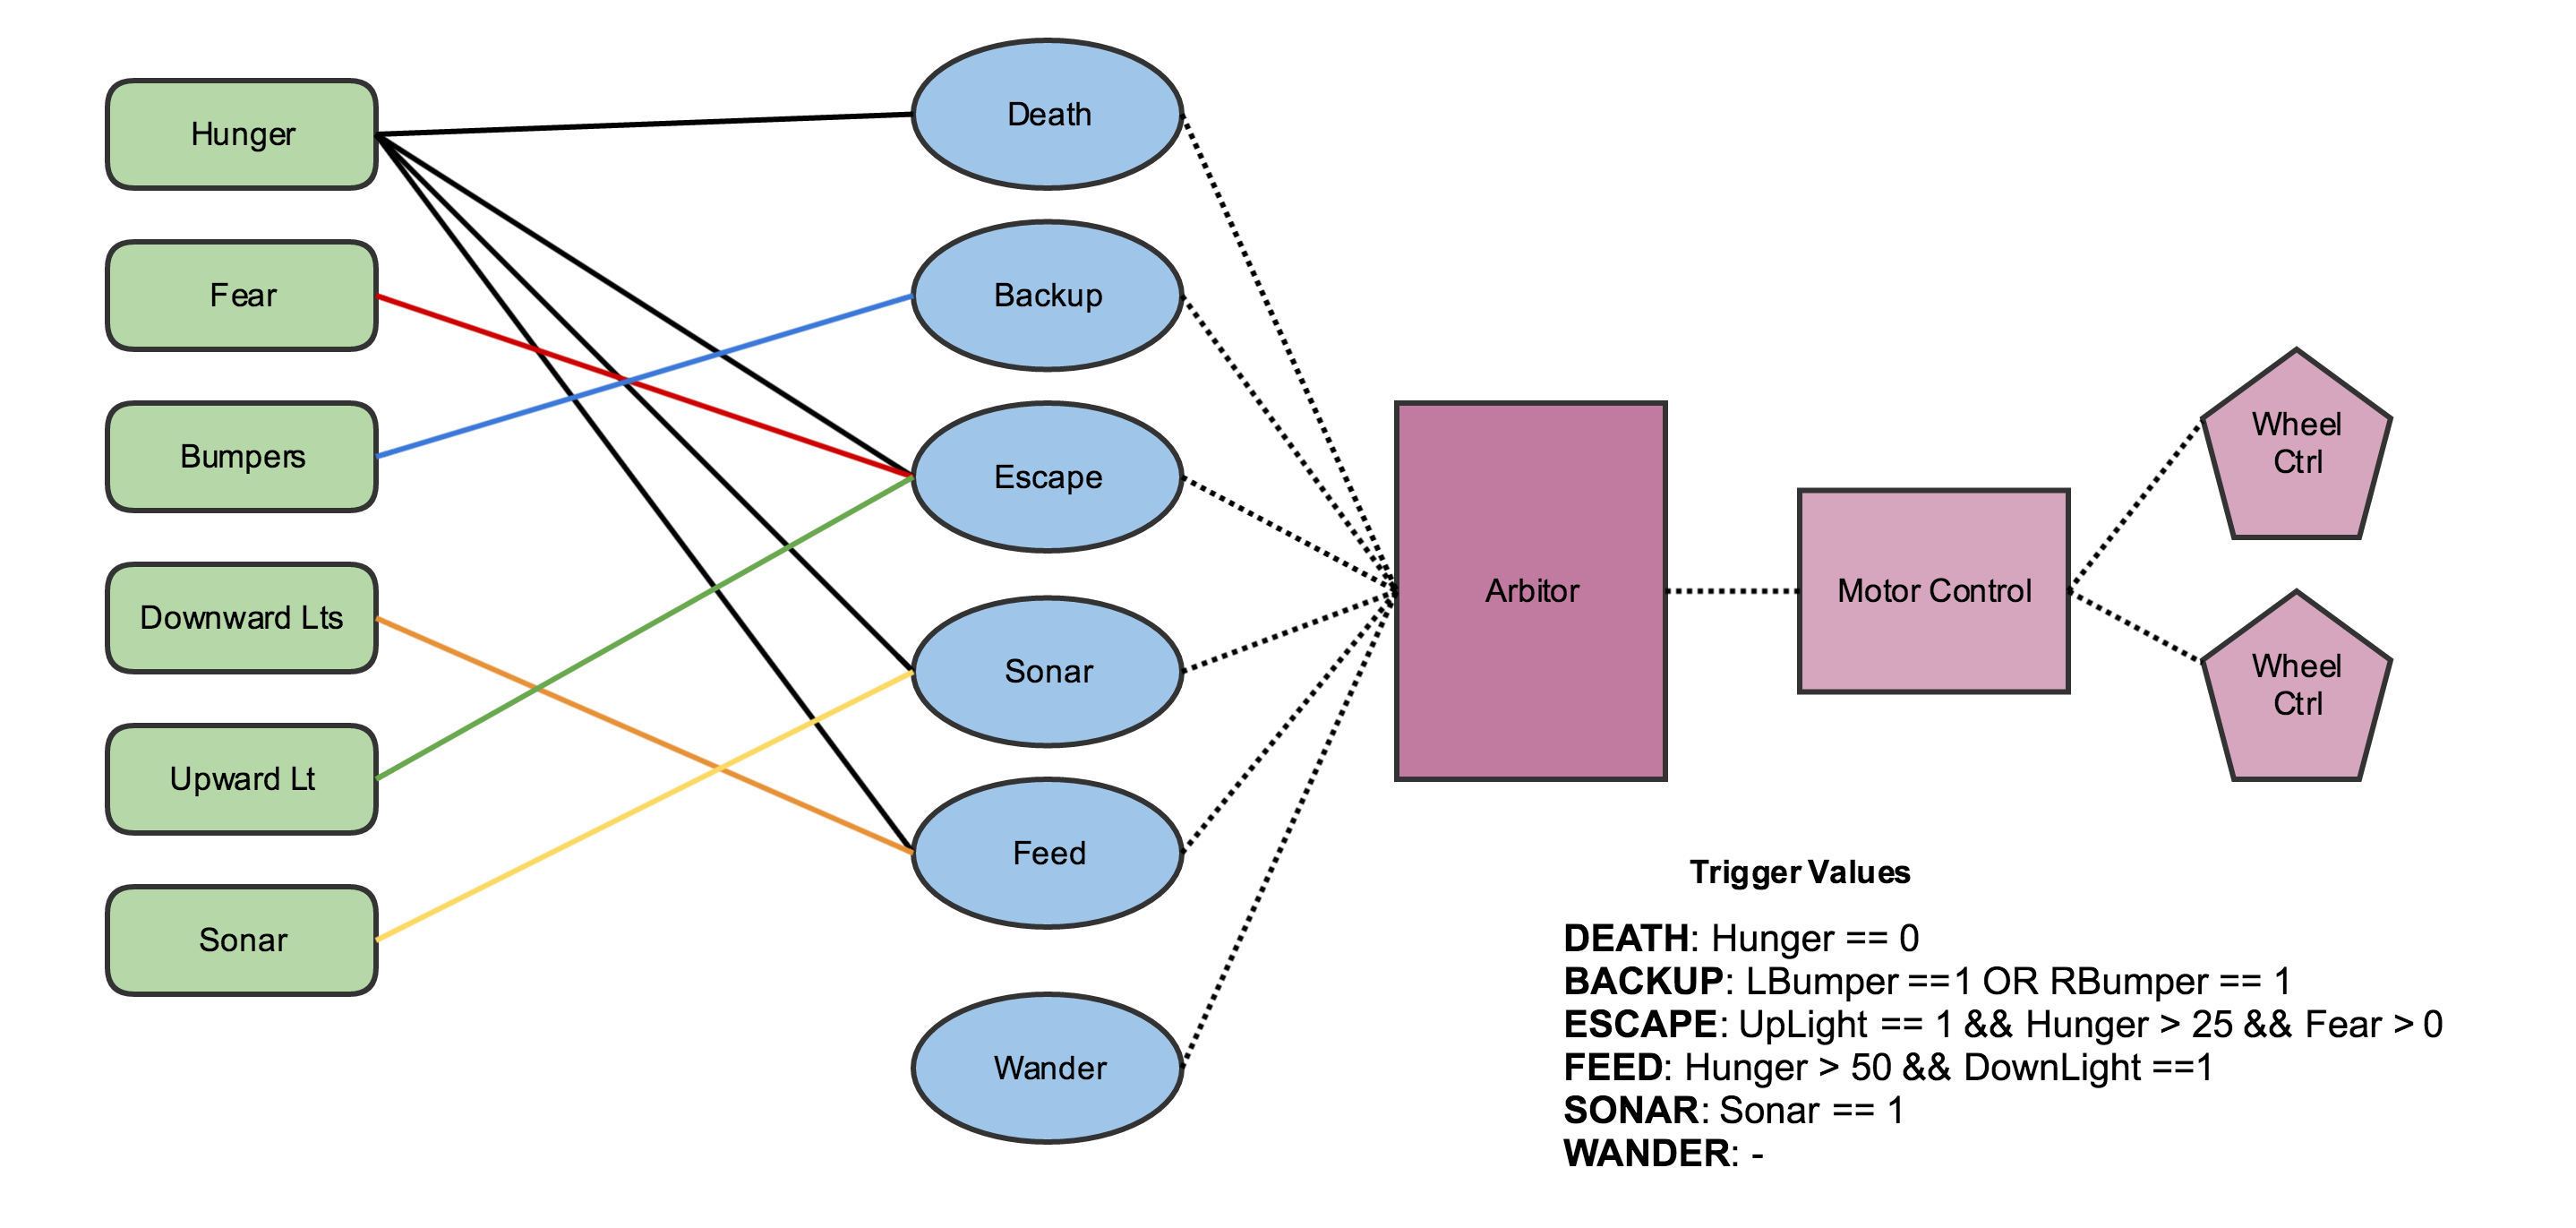 Hunger
Fear
Bumpers
Downward Lts
Upward Lt
Sonar
Death
Backup
Escape
Sonar
Feed
Wander
Arbitor
Motor Control
Wheel
Ctrl
Wheel
Ctrl
Trigger Values
DEATH: Hunger == 0
BACKUP: LBumper ==1 OR RBumper == 1
ESCAPE: UpLight == 1 && Hunger > 25 && Fear > 0
FEED: Hunger > 50 && DownLight ==1
SONAR: Sonar == 1
WANDER: -